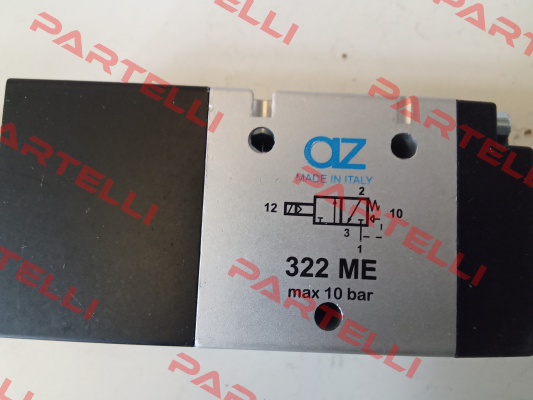 PARTELLI
PARTELLI
PARTELLI
PARTELLI
PARTELLI
PARTELLI
PARTELLI
az
MADE IN ITALY
2
12
10
3
1
322 ME
max 10 bar